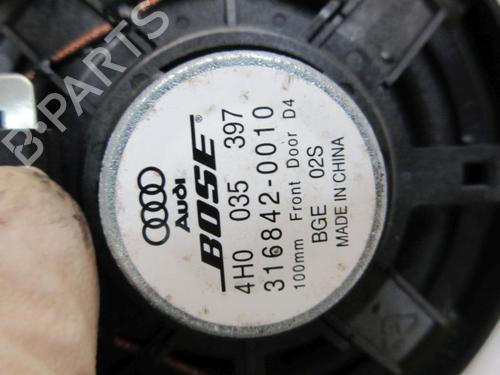 B-PARTS
Audi
BOSE
4H0 035 397
316842-0010
100mm Front Door D4
BGE 02S
MADE IN CHINA